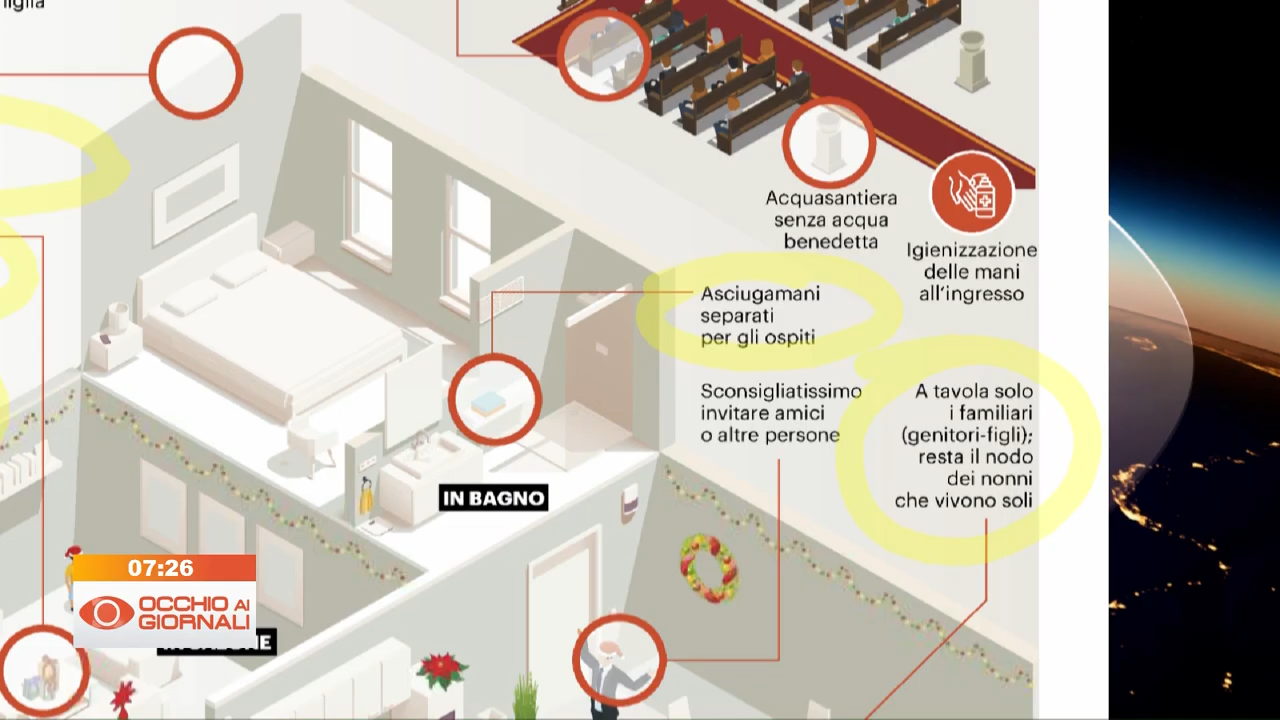 Acquasantiera
senza acqua
benedetta
Igienizzazione
delle mani
all'ingresso
Asciugamani
separati
per gli ospiti
Sconsigliatissimo
invitare amici
o altre persone
A tavola solo
i familiari
(genitori-figli);
resta il nodo
dei nonni
che vivono soli
IN BAGNO
07:26
OCCHIO AI
GIORNALI